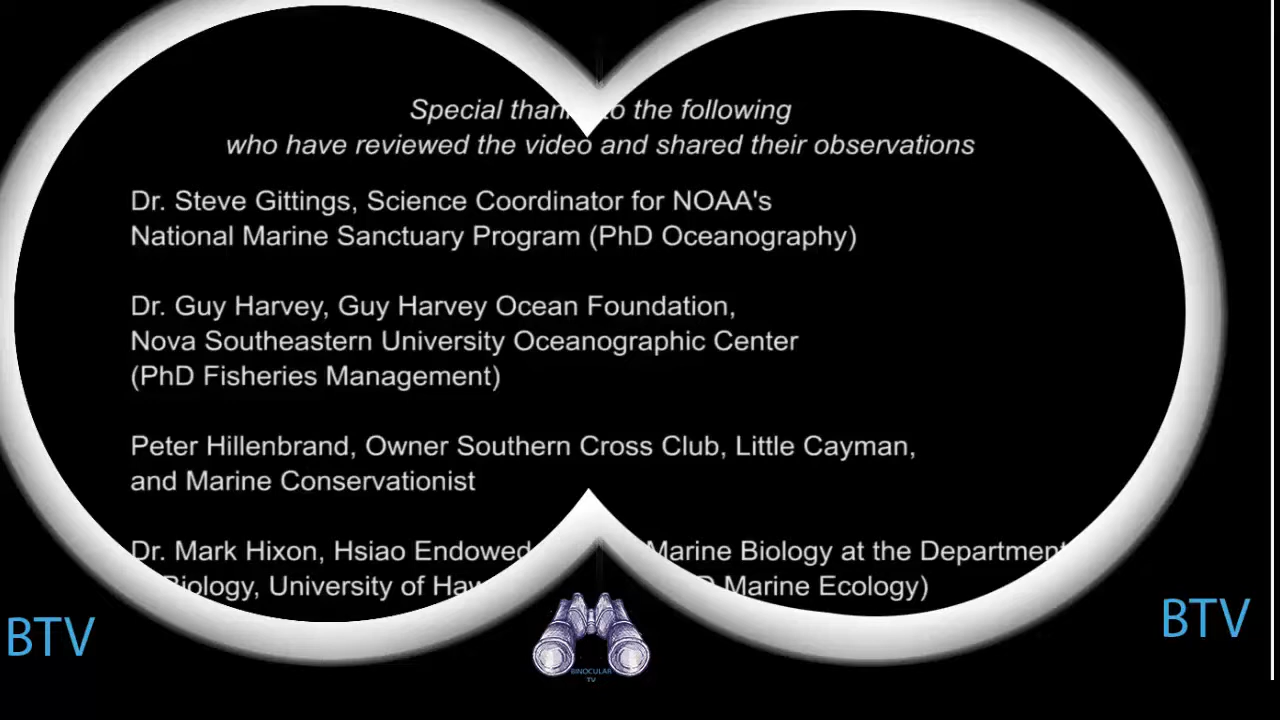 Special than to the following
who have reviewed the video and shared their observations
Dr. Steve Gittings, Science Coordinator for NOAA's
National Marine Sanctuary Program (PhD Oceanography)
Dr. Guy Harvey, Guy Harvey Ocean Foundation,
Nova Southeastern University Oceanographic Center
(PhD Fisheries Management)
Peter Hillenbrand, Owner Southern Cross Club, Little Cayman,
and Marine Conservationist
Dr. Mark Hixon, Hsiao Endowed Marine Biology at the Department
Biology, University of Haw D Marine Ecology)
BTV
BTV
BINOCULAR
TV